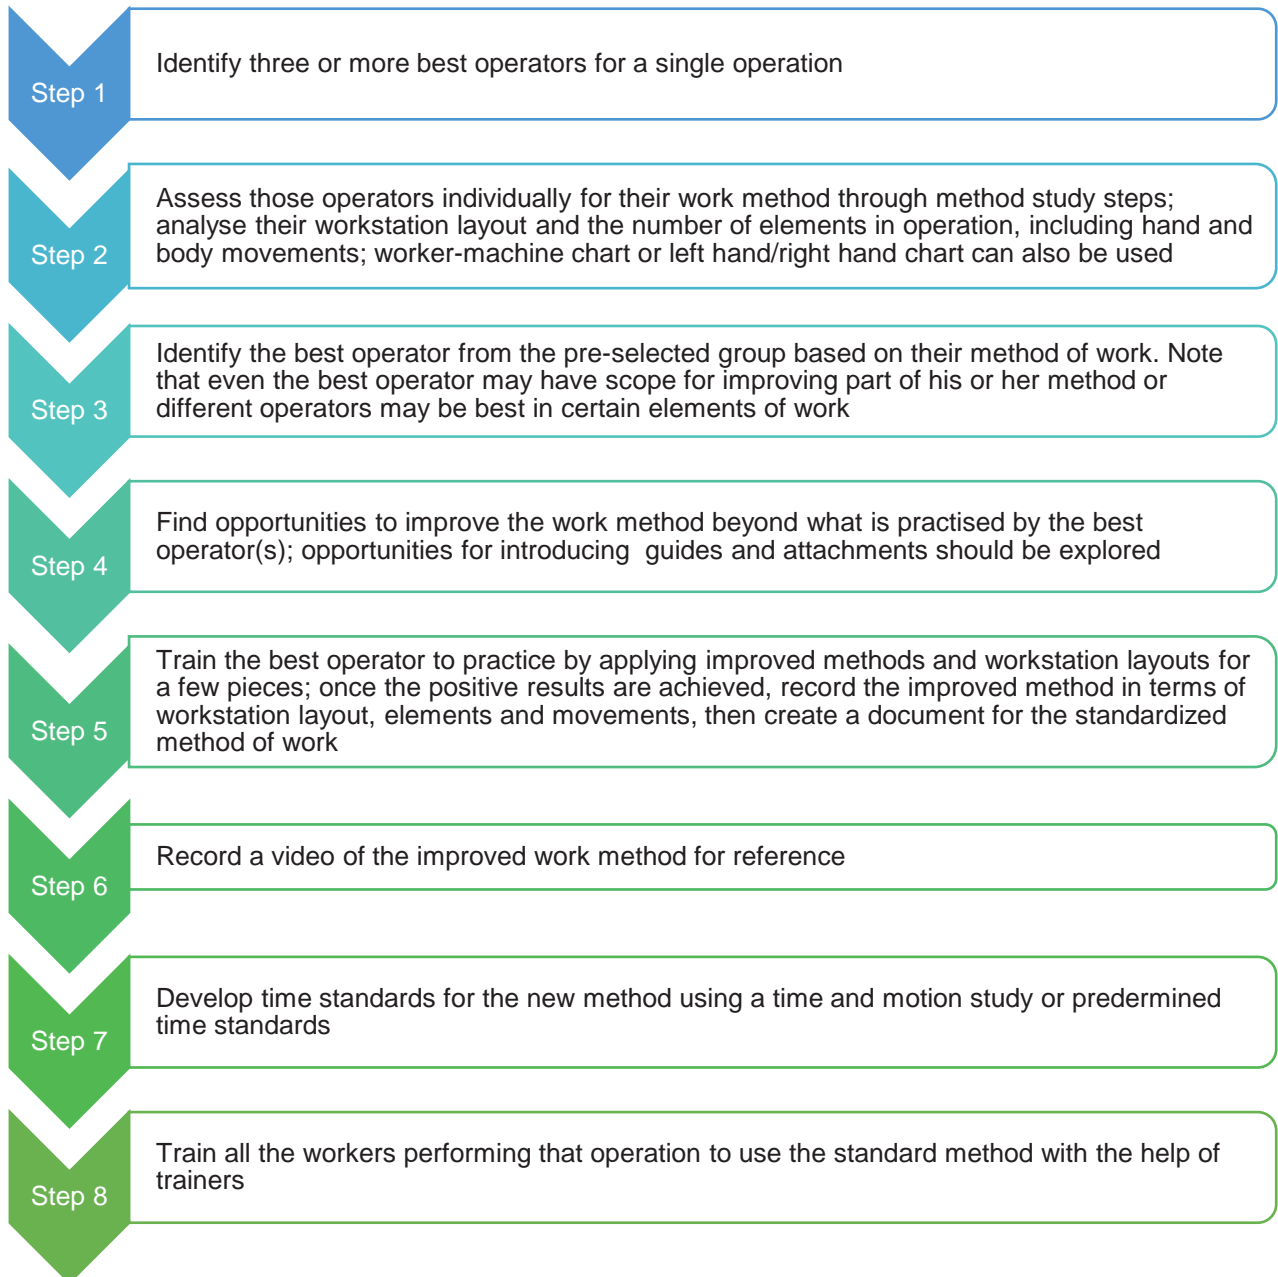 Step 1
Identify three or more best operators for a single operation
Step 2
Assess those operators individually for their work method through method study steps;
analyse their workstation layout and the number of elements in operation, including hand and
body movements; worker-machine chart or left hand/right hand chart can also be used
Step 3
Identify the best operator from the pre-selected group based on their method of work. Note
that even the best operator may have scope for improving part of his or her method or
different operators may be best in certain elements of work
Step 4
Find opportunities to improve the work method beyond what is practised by the best
operator(s); opportunities for introducing  guides and attachments should be explored
Step 5
Train the best operator to practice by applying improved methods and workstation layouts for
a few pieces; once the positive results are achieved, record the improved method in terms of
workstation layout, elements and movements, then create a document for the standardized
method of work
Step 6
Record a video of the improved work method for reference
Step 7
Develop time standards for the new method using a time and motion study or predermined
time standards
Step 8
Train all the workers performing that operation to use the standard method with the help of
trainers